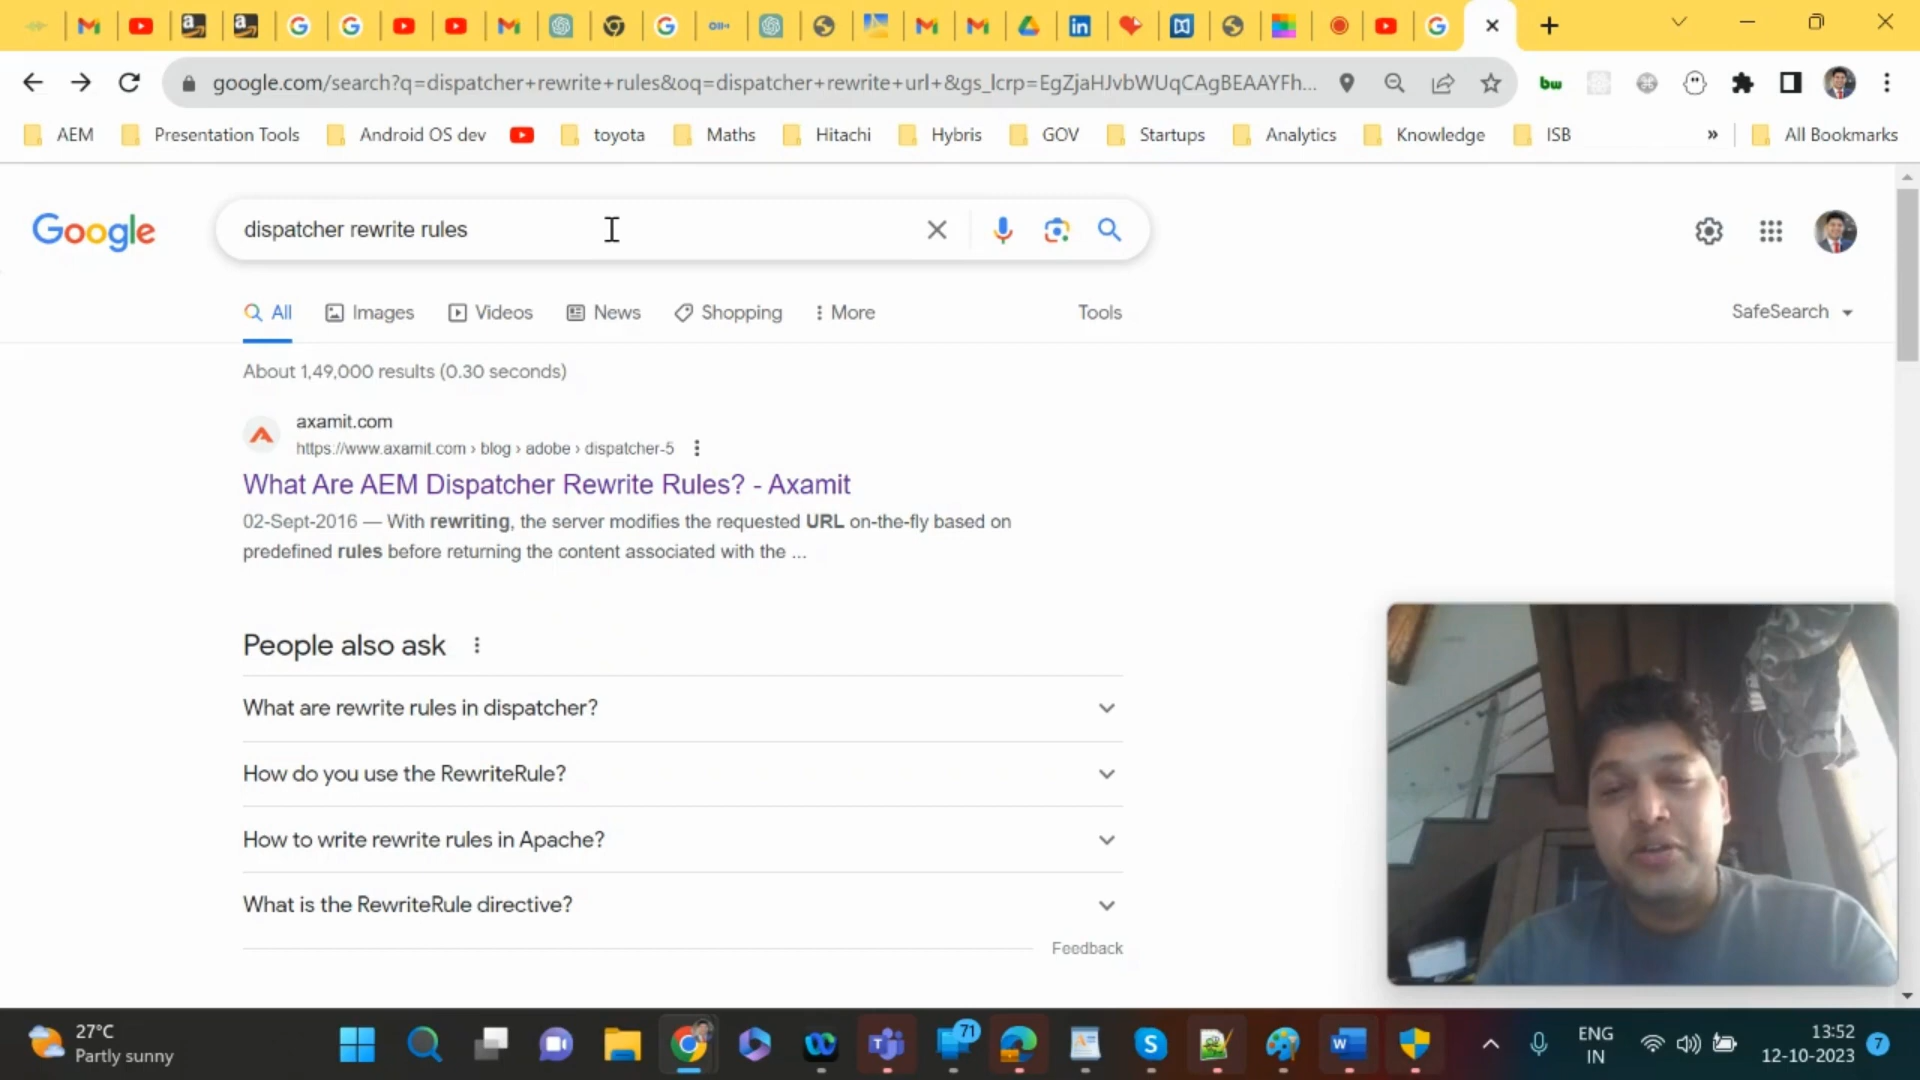 google.com/search?q=dispatcher+rewrite+rules&oq=dispatcher+rewrite+url+&gs_lcrp=EgZjaHJvbWUqCAgBEAAYFh...
bw
AEM
Presentation Tools
Android OS dev
toyota
Maths
Hitachi
Hybris
GOV
Startups
Analytics
Knowledge
ISB
»
All Bookmarks
Google
dispatcher rewrite rules
All
Images
Videos
News
Shopping
More
Tools
SafeSearch
About 1,49,000 results (0.30 seconds)
axamit.com
https://www.axamit.com › blog › adobe › dispatcher-5
What Are AEM Dispatcher Rewrite Rules? - Axamit
02-Sept-2016 — With rewriting, the server modifies the requested URL on-the-fly based on
predefined rules before returning the content associated with the ...
People also ask
What are rewrite rules in dispatcher?
How do you use the RewriteRule?
How to write rewrite rules in Apache?
What is the RewriteRule directive?
Feedback
27°C
Partly sunny
71
ENG
IN
13:52
12-10-2023
7